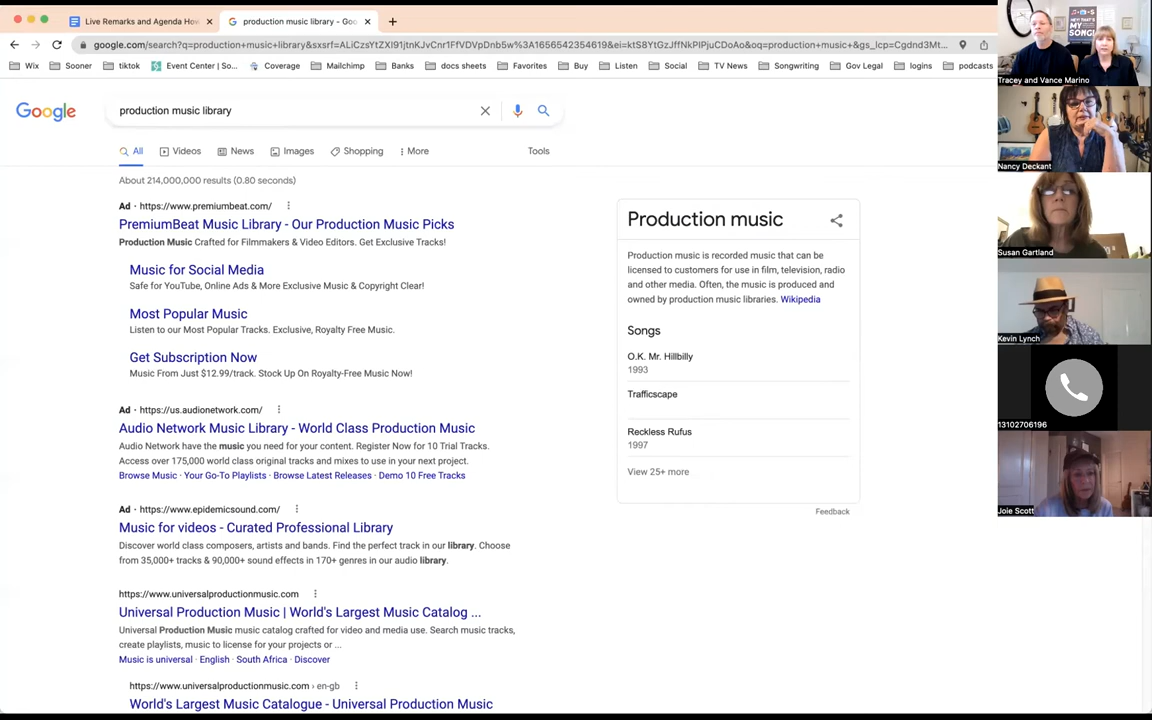 Live Remarks and Agenda How
production music library - Goo
google.com/search?q=production+music+library&sxsrf=ALiCzsYtZXI91jtnKJvCnr1FfVDVpDnb5w%3A1656542354619&ei=ktS8YtGJffNkPIPjuCDoAo&oq=production+music+&gs_lcp=Cgdnd3Mt...
Wix
Sooner
tiktok
Event Center | So...
Coverage
Mailchimp
Banks
docs sheets
Favorites
Buy
Listen
Social
TV News
Songwriting
Gov Legal
logins
podcasts
Google
production music library
All
Videos
News
Images
Shopping
More
Tools
About 214,000,000 results (0.80 seconds)
Ad · https://www.premiumbeat.com/
PremiumBeat Music Library - Our Production Music Picks
Production Music Crafted for Filmmakers & Video Editors. Get Exclusive Tracks!
Music for Social Media
Safe for YouTube, Online Ads & More Exclusive Music & Copyright Clear!
Most Popular Music
Listen to our Most Popular Tracks. Exclusive, Royalty Free Music.
Get Subscription Now
Music From Just $12.99/track. Stock Up On Royalty-Free Music Now!
Ad · https://us.audionetwork.com/
Audio Network Music Library - World Class Production Music
Audio Network have the music you need for your content. Register Now for 10 Trial Tracks.
Access over 175,000 world class original tracks and mixes to use in your next project.
Browse Music · Your Go-To Playlists · Browse Latest Releases · Demo 10 Free Tracks
Ad · https://www.epidemicsound.com/
Music for videos - Curated Professional Library
Discover world class composers, artists and bands. Find the perfect track in our library. Choose
from 35,000+ tracks & 90,000+ sound effects in 170+ genres in our audio library.
https://www.universalproductionmusic.com
Universal Production Music | World's Largest Music Catalog ...
Universal Production Music music catalog crafted for video and media use. Search music tracks,
create playlists, music to license for your projects or ...
Music is universal · English · South Africa · Discover
https://www.universalproductionmusic.com › en-gb
World's Largest Music Catalogue - Universal Production Music
Production music
Production music is recorded music that can be
licensed to customers for use in film, television, radio
and other media. Often, the music is produced and
owned by production music libraries. Wikipedia
Songs
O.K. Mr. Hillbilly
1993
Trafficscape
Reckless Rufus
1997
View 25+ more
Feedback
HEY! THAT'S
MY SONG!
Tracey and Vance Marino
Nancy Deckant
Susan Gartland
Kevin Lynch
13102706196
Joie Scott